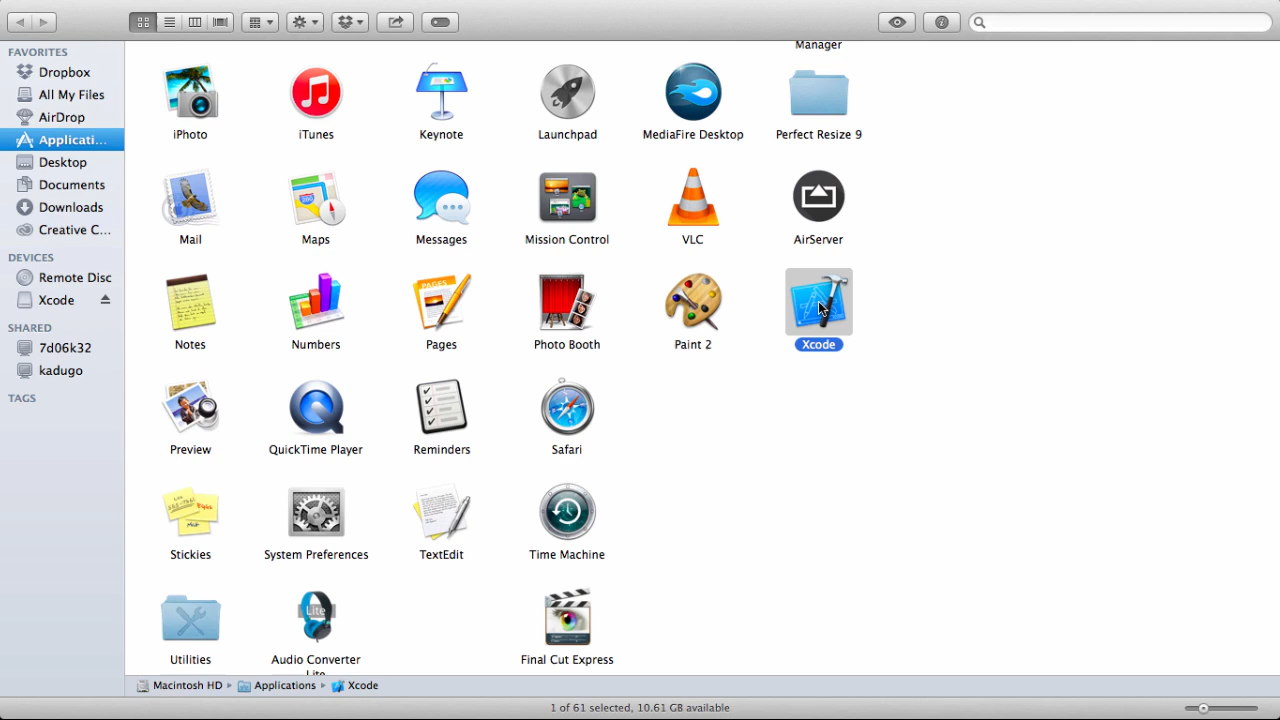 FAVORITES
Dropbox
All My Files
AirDrop
Applicati...
Desktop
Documents
Downloads
Creative C...
DEVICES
Remote Disc
Xcode
SHARED
7d06k32
kadugo
TAGS
Manager
iPhoto
iTunes
Keynote
Launchpad
MediaFire Desktop
Perfect Resize 9
Mail
Maps
Messages
Mission Control
VLC
AirServer
Notes
Numbers
PAGES
Pages
Photo Booth
Paint 2
Xcode
Preview
QuickTime Player
Reminders
Safari
Stickies
System Preferences
TextEdit
Time Machine
Lite
Utilities
Audio Converter
Lite
Final Cut Express
Macintosh HD
Applications
Xcode
1 of 61 selected, 10.61 GB available